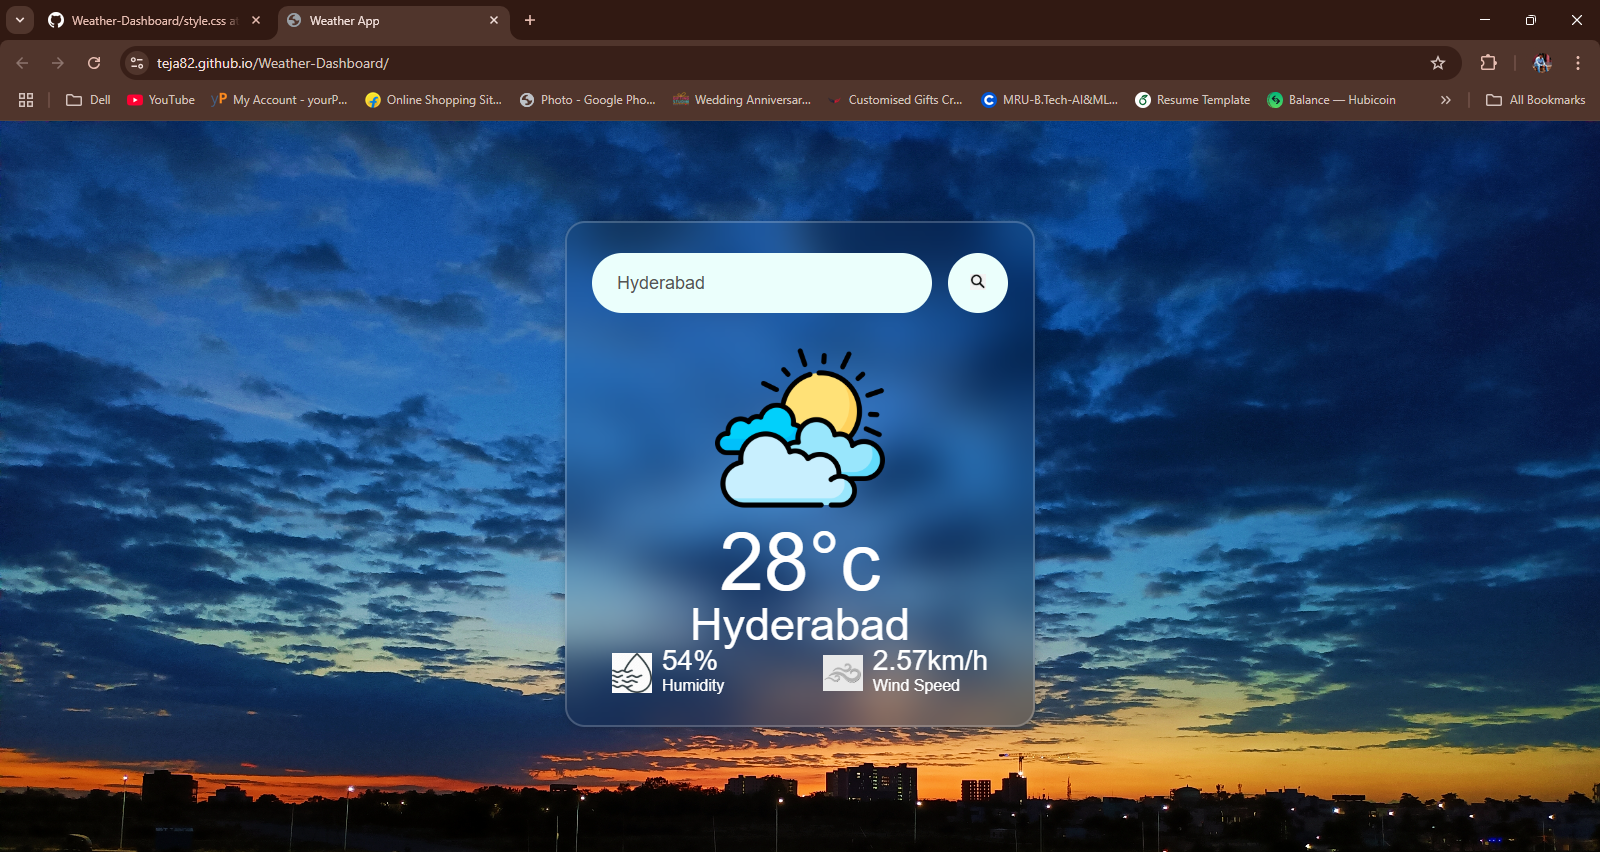 Weather-Dashboard/style.css a
Weather App
teja82.github.io/Weather-Dashboard/
Dell
YouTube
My Account - yourP...
Online Shopping Sit...
Photo - Google Pho...
Wedding Anniversar...
Customised Gifts Cr...
MRU-B.Tech-AI&ML...
Resume Template
Balance — Hubicoin
All Bookmarks
Hyderabad
28°c
Hyderabad
54%
Humidity
2.57km/h
Wind Speed